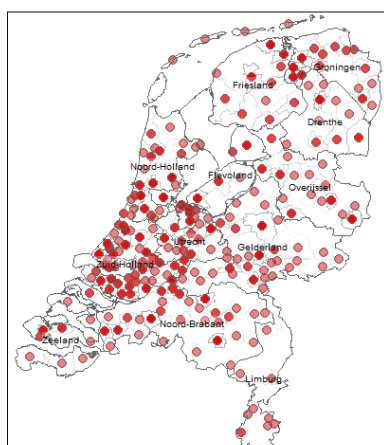 Groningen
Friesland
Drenthe
Noord-Holland
Flevoland
Overijssel
Utrecht
Gelderland
Zuid-Holland
Noord-Brabant
Zeeland
Limburg